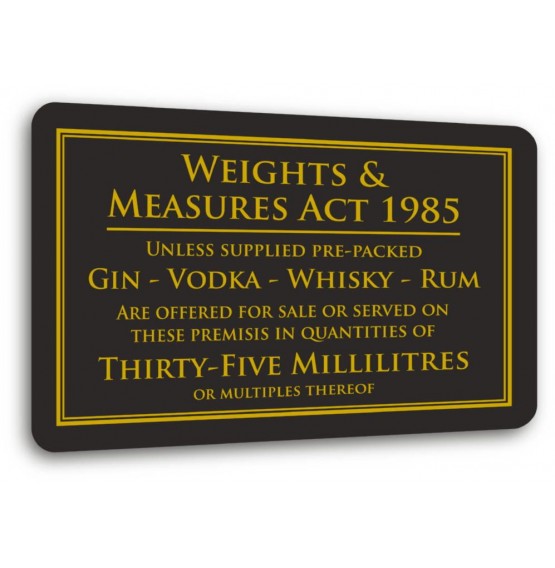 WEIGHTS &
MEASURES ACT 1985
UNLESS SUPPLIED PRE-PACKED
GIN - VODKA - WHISKY - RUM
ARE OFFERED FOR SALE OR SERVED ON
THESE PREMISIS IN QUANTITIES OF
THIRTY-FIVE MILLILITRES
OR MULTIPLES THEREOF